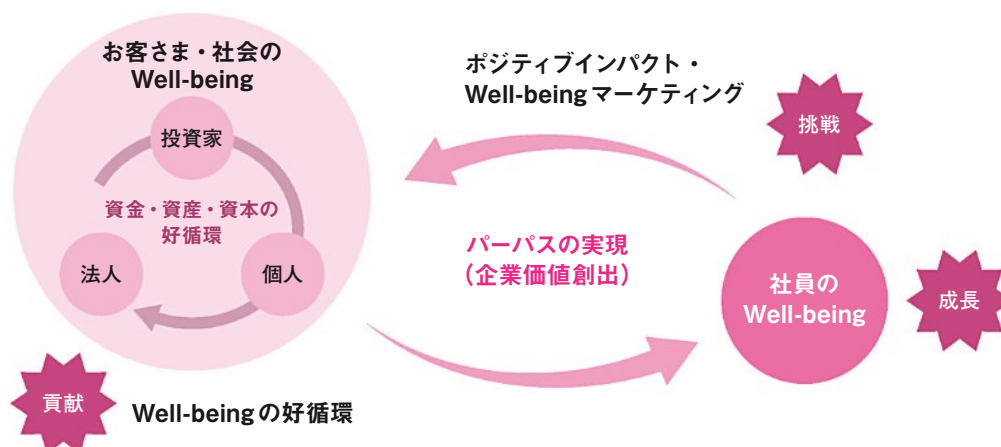 お客さま・社会の
Well-being
投資家
資金・資産・資本の
好循環
法人
個人
貢献
Well-beingの好循環
ポジティブインパクト・
Well-beingマーケティング
パーパスの実現
（企業価値創出）
挑戦
社員の
Well-being
成長